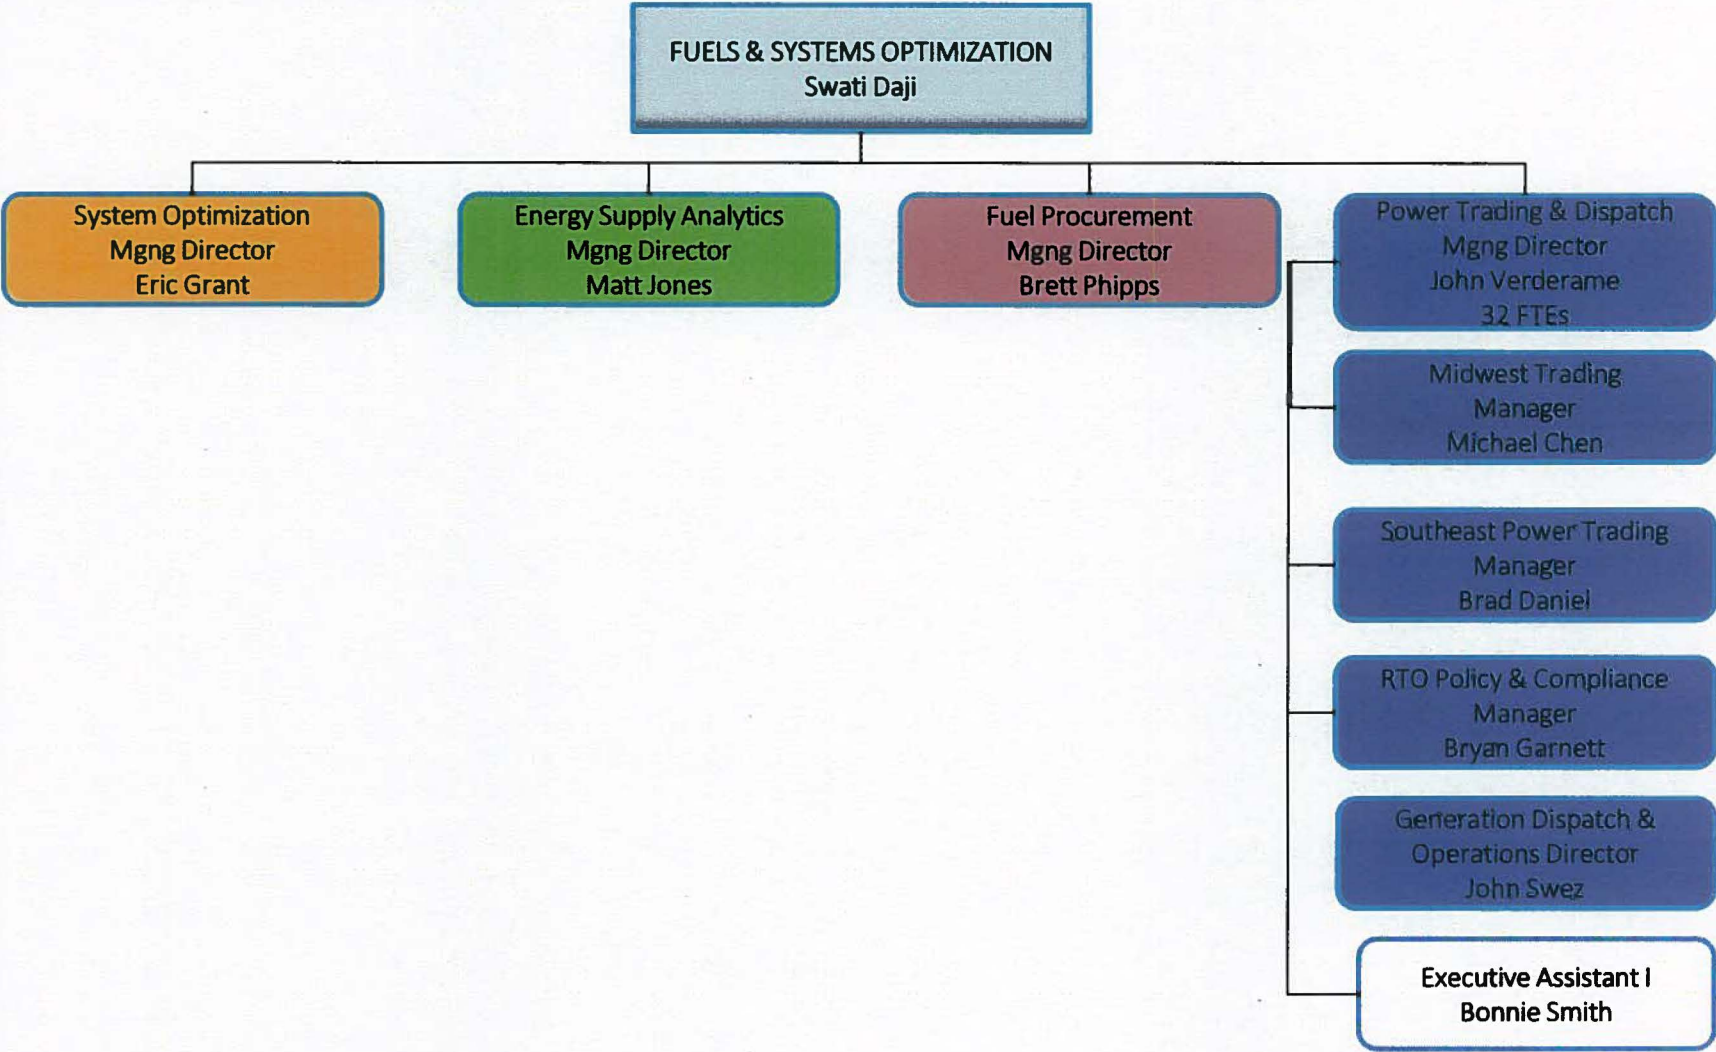 FUELS & SYSTEMS OPTIMIZATION
Swati Daji
System Optimization
Mgng Director
Eric Grant
Energy Supply Analytics
Mgng Director
Matt Jones
Fuel Procurement
Mgng Director
Brett Phipps
Power Trading & Dispatch
Mgng Director
John Verderame
32 FTEs
Midwest Trading
Manager
Michael Chen
Southeast Power Trading
Manager
Brad Daniel
RTO Policy & Compliance
Manager
Bryan Garnett
Generation Dispatch &
Operations Director
John Swez
Executive Assistant I
Bonnie Smith